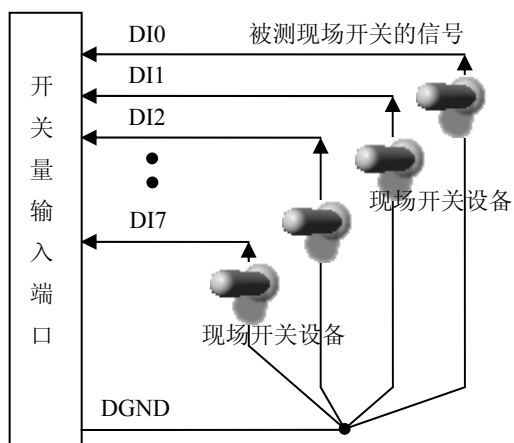 DI0
被测现场开关的信号
DI1
DI2
现场开关设备
DI7
现场开关设备
DGND
开
关
量
输
入
端
口